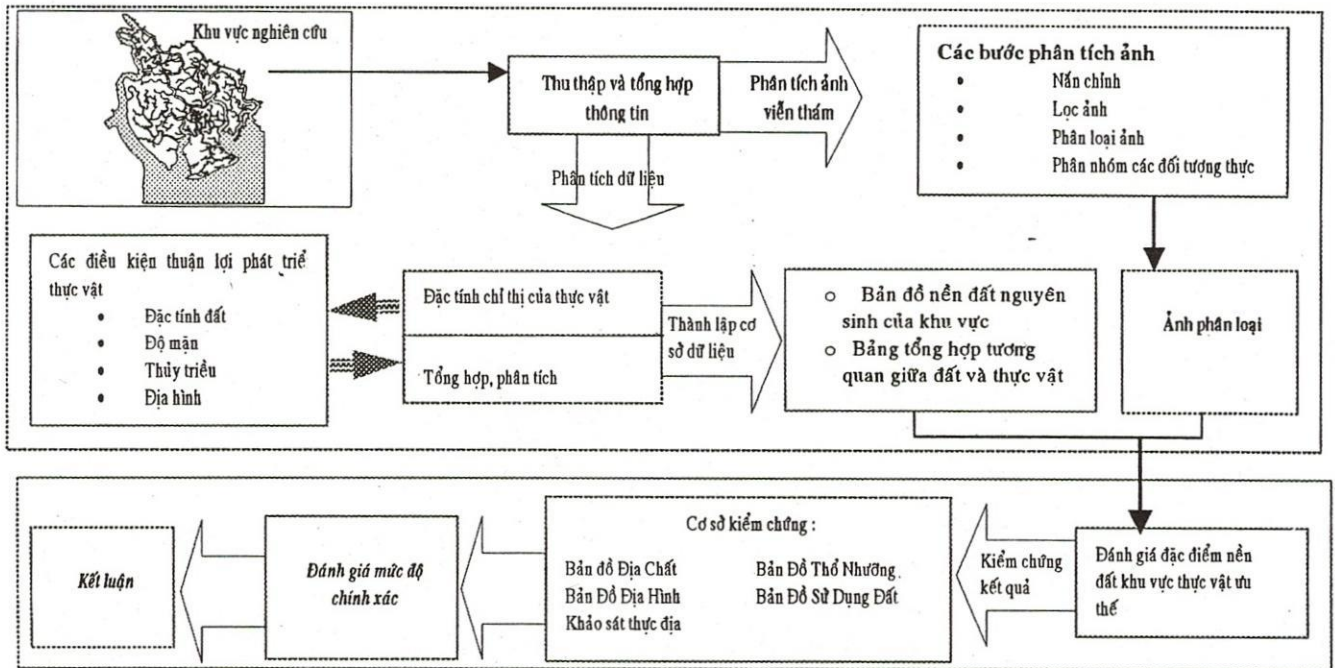 Khu vực nghiên cứu
Thu thập và tổng hợp
thông tin
Phân tích ảnh
viễn thám
Các bước phân tích ảnh
• Nấn chỉnh
• Lọc ảnh
• Phân loại ảnh
• Phân nhóm các đối tượng thực
Phân tích dữ liệu
Các điều kiện thuận lợi phát triể
thực vật
• Đặc tính đất
• Độ mặn
• Thủy triều
• Địa hình
Đặc tính chỉ thị của thực vật
Tổng hợp, phân tích
Thành lập cơ
sở dữ liệu
o Bản đồ nền đất nguyên
sinh của khu vực
o Bảng tổng hợp tương
quan giữa đất và thực vật
Ảnh phân loại
Kết luận
Đánh giá mức độ
chính xác
Cơ sở kiểm chứng :
Bản đồ Địa Chất
Bản Đồ Thổ Nhưỡng
Bản Đồ Địa Hình
Bản Đồ Sử Dụng Đất
Khảo sát thực địa
Kiểm chứng
kết quả
Đánh giá đặc điểm nền
đất khu vực thực vật ưu
thế